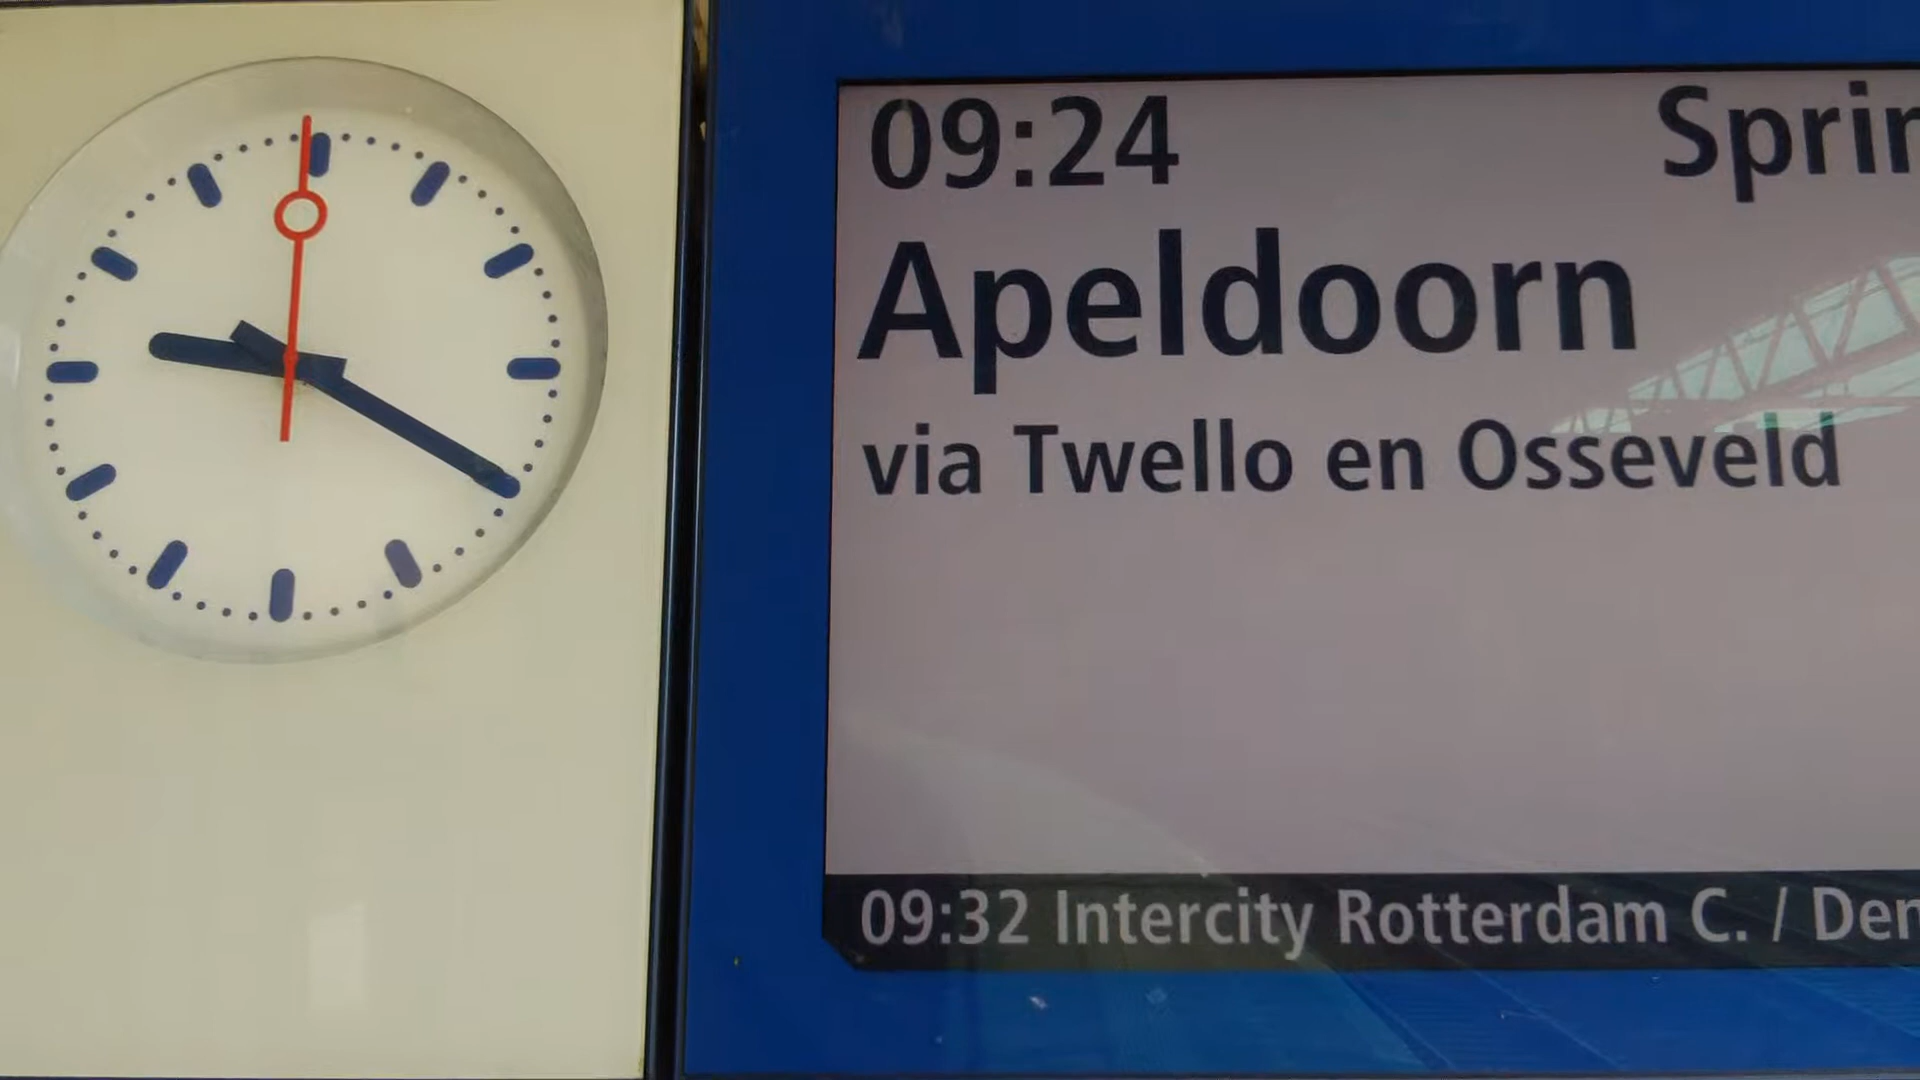 09:24 Sprin
Apeldoorn
via Twello en Osseveld
09:32 Intercity Rotterdam C. / Den